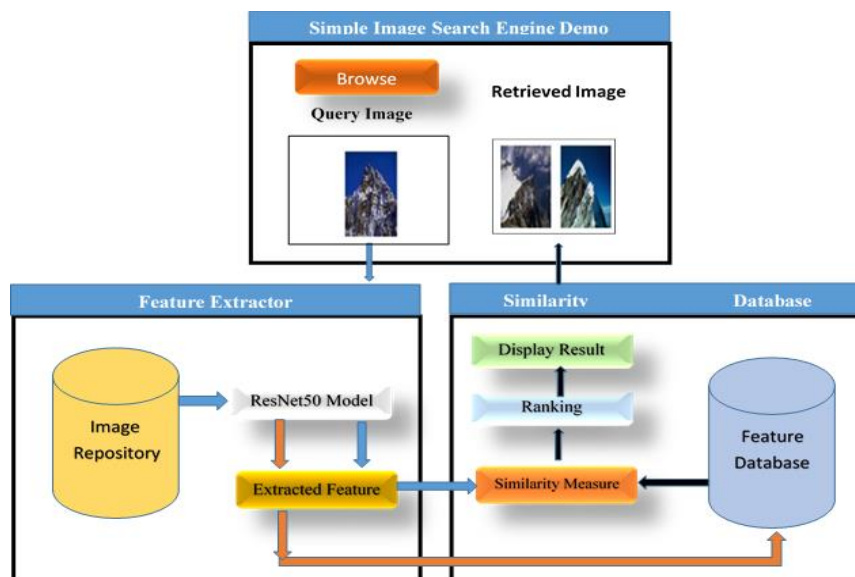 Simple Image Search Engine Demo
Browse
Query Image
Retrieved Image
Feature Extractor
Image
Repository
ResNet50 Model
Extracted Feature
Similarity
Database
Display Result
Ranking
Similarity Measure
Feature
Database